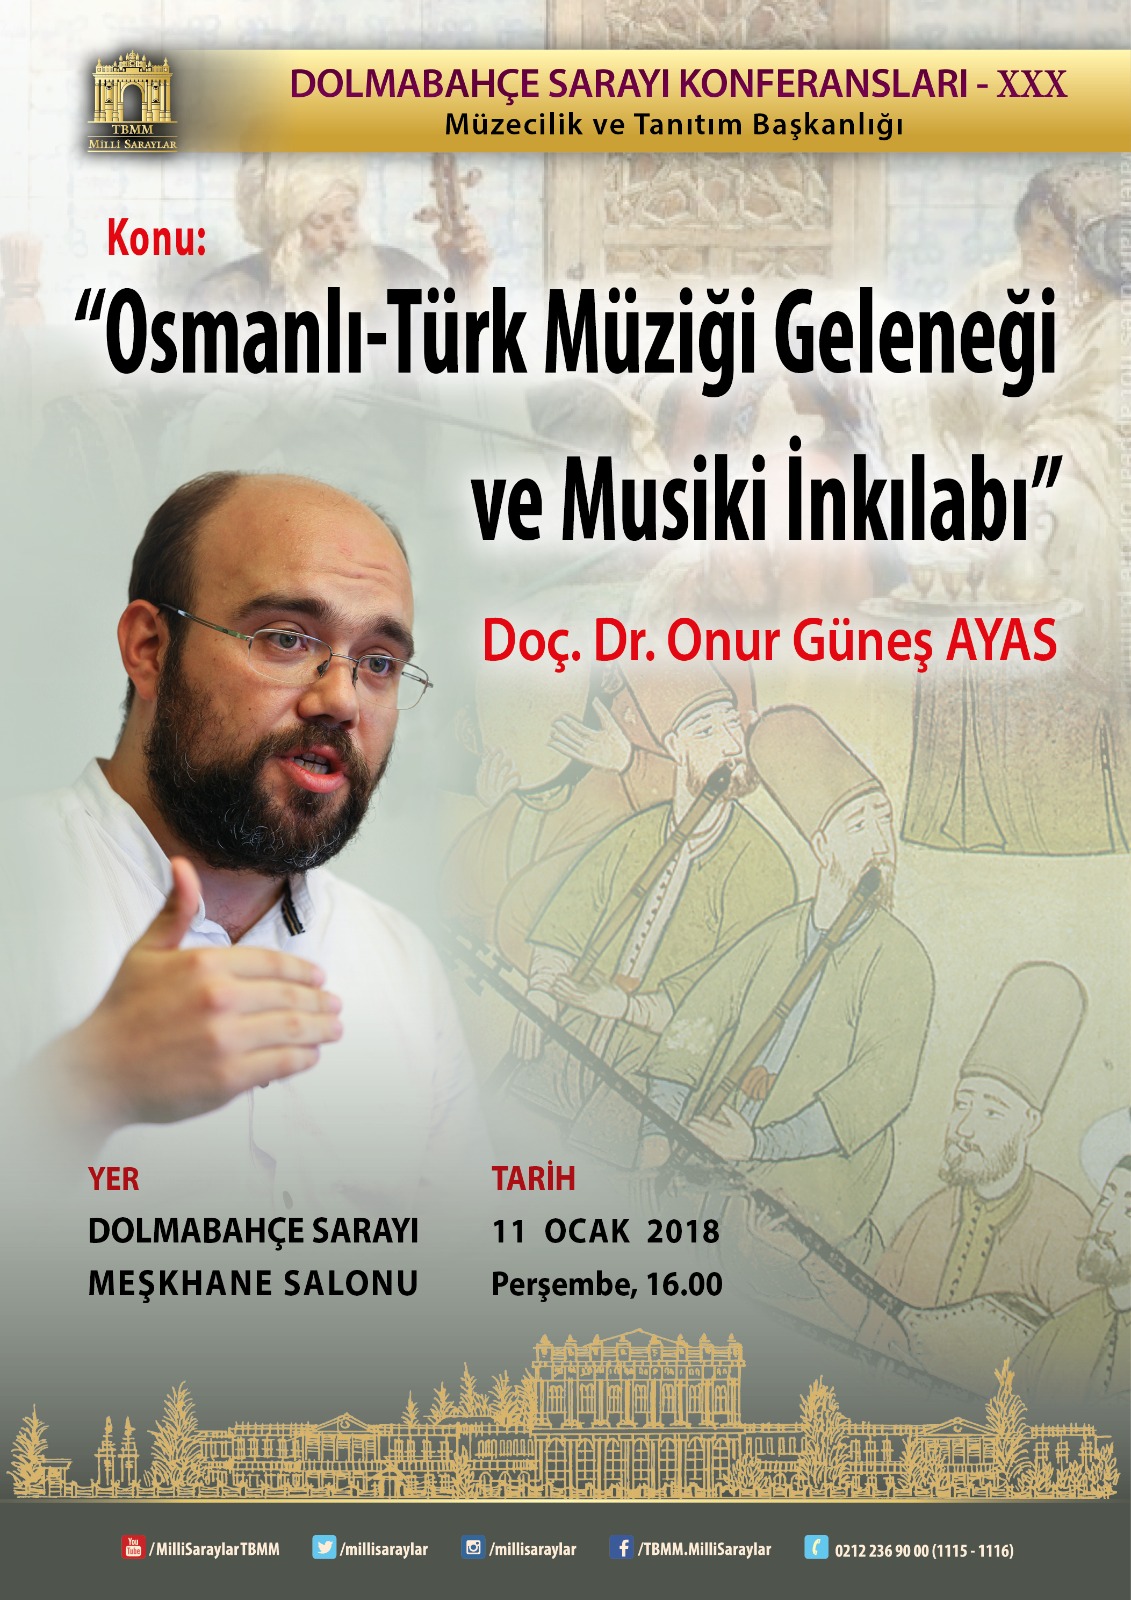 DOLMABAHÇE SARAYI KONFERANSLARI - XXX
Müzecilik ve Tanıtım Başkanlığı
TBMM
MİLLİ SARAYLAR
Konu:
“Osmanlı-Türk Müziği Geleneği
ve Musiki İnkılabı”
Doç. Dr. Onur Güneş AYAS
YER
DOLMABAHÇE SARAYI
MEŞKHANE SALONU
TARİH
11 OCAK 2018
Perşembe, 16.00
You Tube /MilliSaraylarTBMM /millisaraylar /millisaraylar /TBMM.MilliSaraylar 0212 236 90 00 (1115 - 1116)